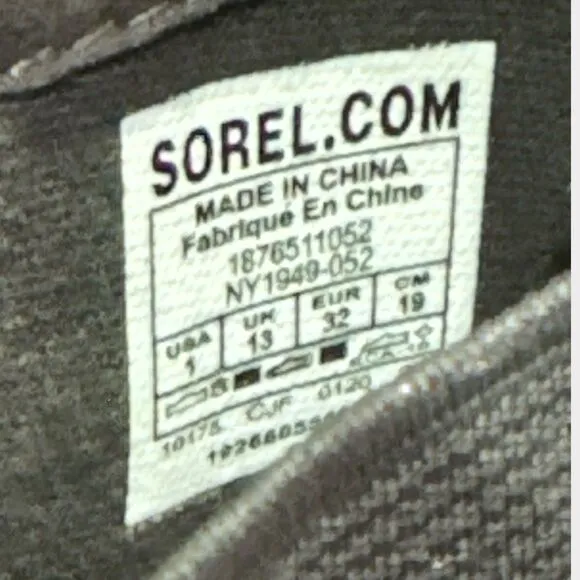 SOREL.COM
MADE IN CHINA
Fabriqué En Chine
1876511052
NY1949-052
USA UK EUR CM
1 13 32 19
10175 CJF 0120